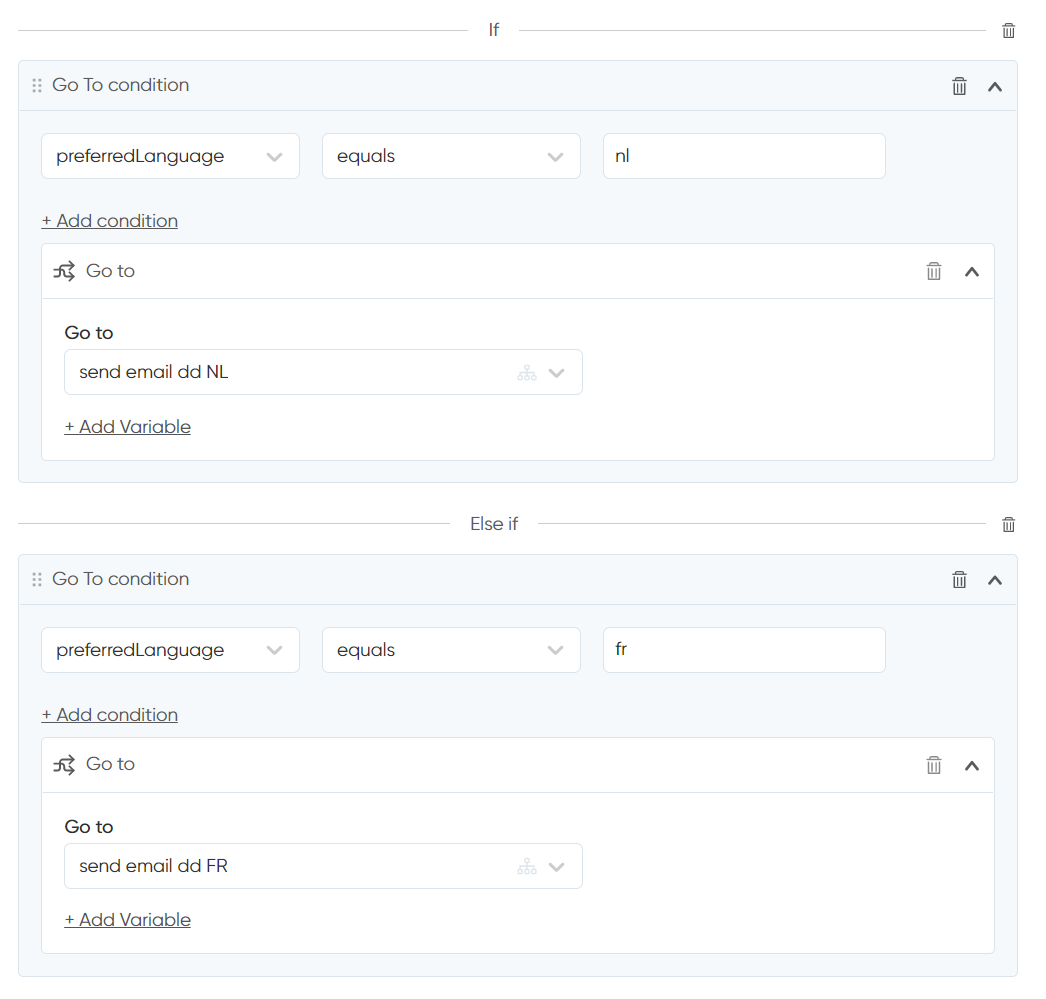 If
Go To condition
preferredLanguage equals nl
+ Add condition
Go to
Go to
send email dd NL
+ Add Variable
Else if
Go To condition
preferredLanguage equals fr
+ Add condition
Go to
Go to
send email dd FR
+ Add Variable